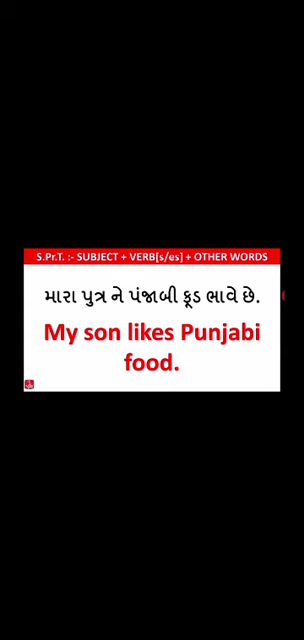 S.Pr.T. :- SUBJECT + VERB[s/es] + OTHER WORDS
મારા પુત્ર ને પંજાબી ફૂડ ભાવે છે.
My son likes Punjabi
food.